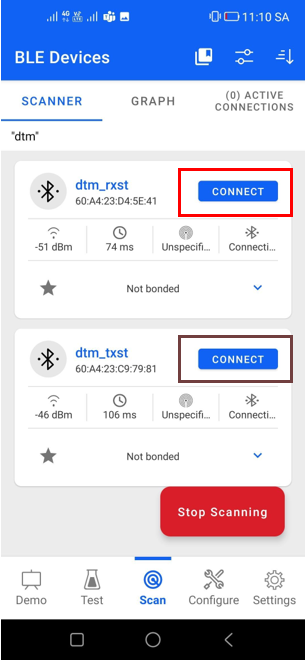 4G 11:10 SA
BLE Devices
SCANNER GRAPH (0) ACTIVE CONNECTIONS
"dtm"
dtm_rxst CONNECT
60:A4:23:D4:5E:41
-51 dBm 74 ms Unspecifi... Connecti...
Not bonded
dtm_txst CONNECT
60:A4:23:C9:79:81
-46 dBm 106 ms Unspecifi... Connecti...
Not bonded
Stop Scanning
Demo Test Scan Configure Settings